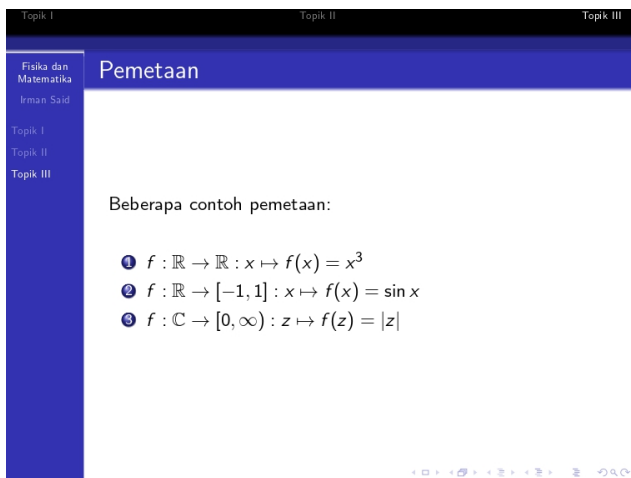 Topik I Topik II Topik III
Fisika dan
Matematika
Irman Said
Topik I
Topik II
Topik III
Pemetaan
Beberapa contoh pemetaan:
1 f : ℝ → ℝ : x ↦ f(x) = x³
2 f : ℝ → [−1, 1] : x ↦ f(x) = sin x
3 f : ℂ → [0, ∞) : z ↦ f(z) = |z|